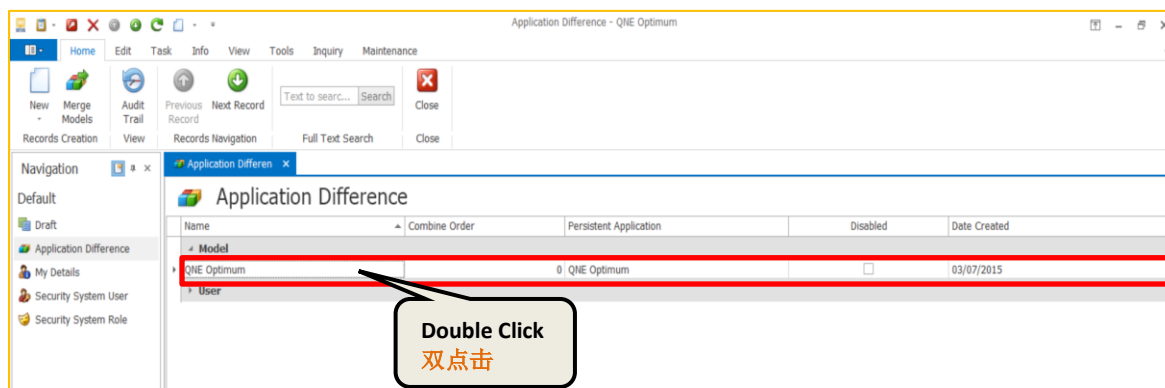 Application Difference - QNE Optimum
Home Edit Task Info View Tools Inquiry Maintenance
New Merge Models Audit Trail Previous Record Next Record Text to searc... Search Close
Records Creation View Records Navigation Full Text Search Close
Navigation
Application Differen
Default
Application Difference
Draft
Name Combine Order Persistent Application Disabled Date Created
Application Difference
Model
My Details
QNE Optimum 0 QNE Optimum 03/07/2015
Security System User
User
Security System Role
Double Click
双点击